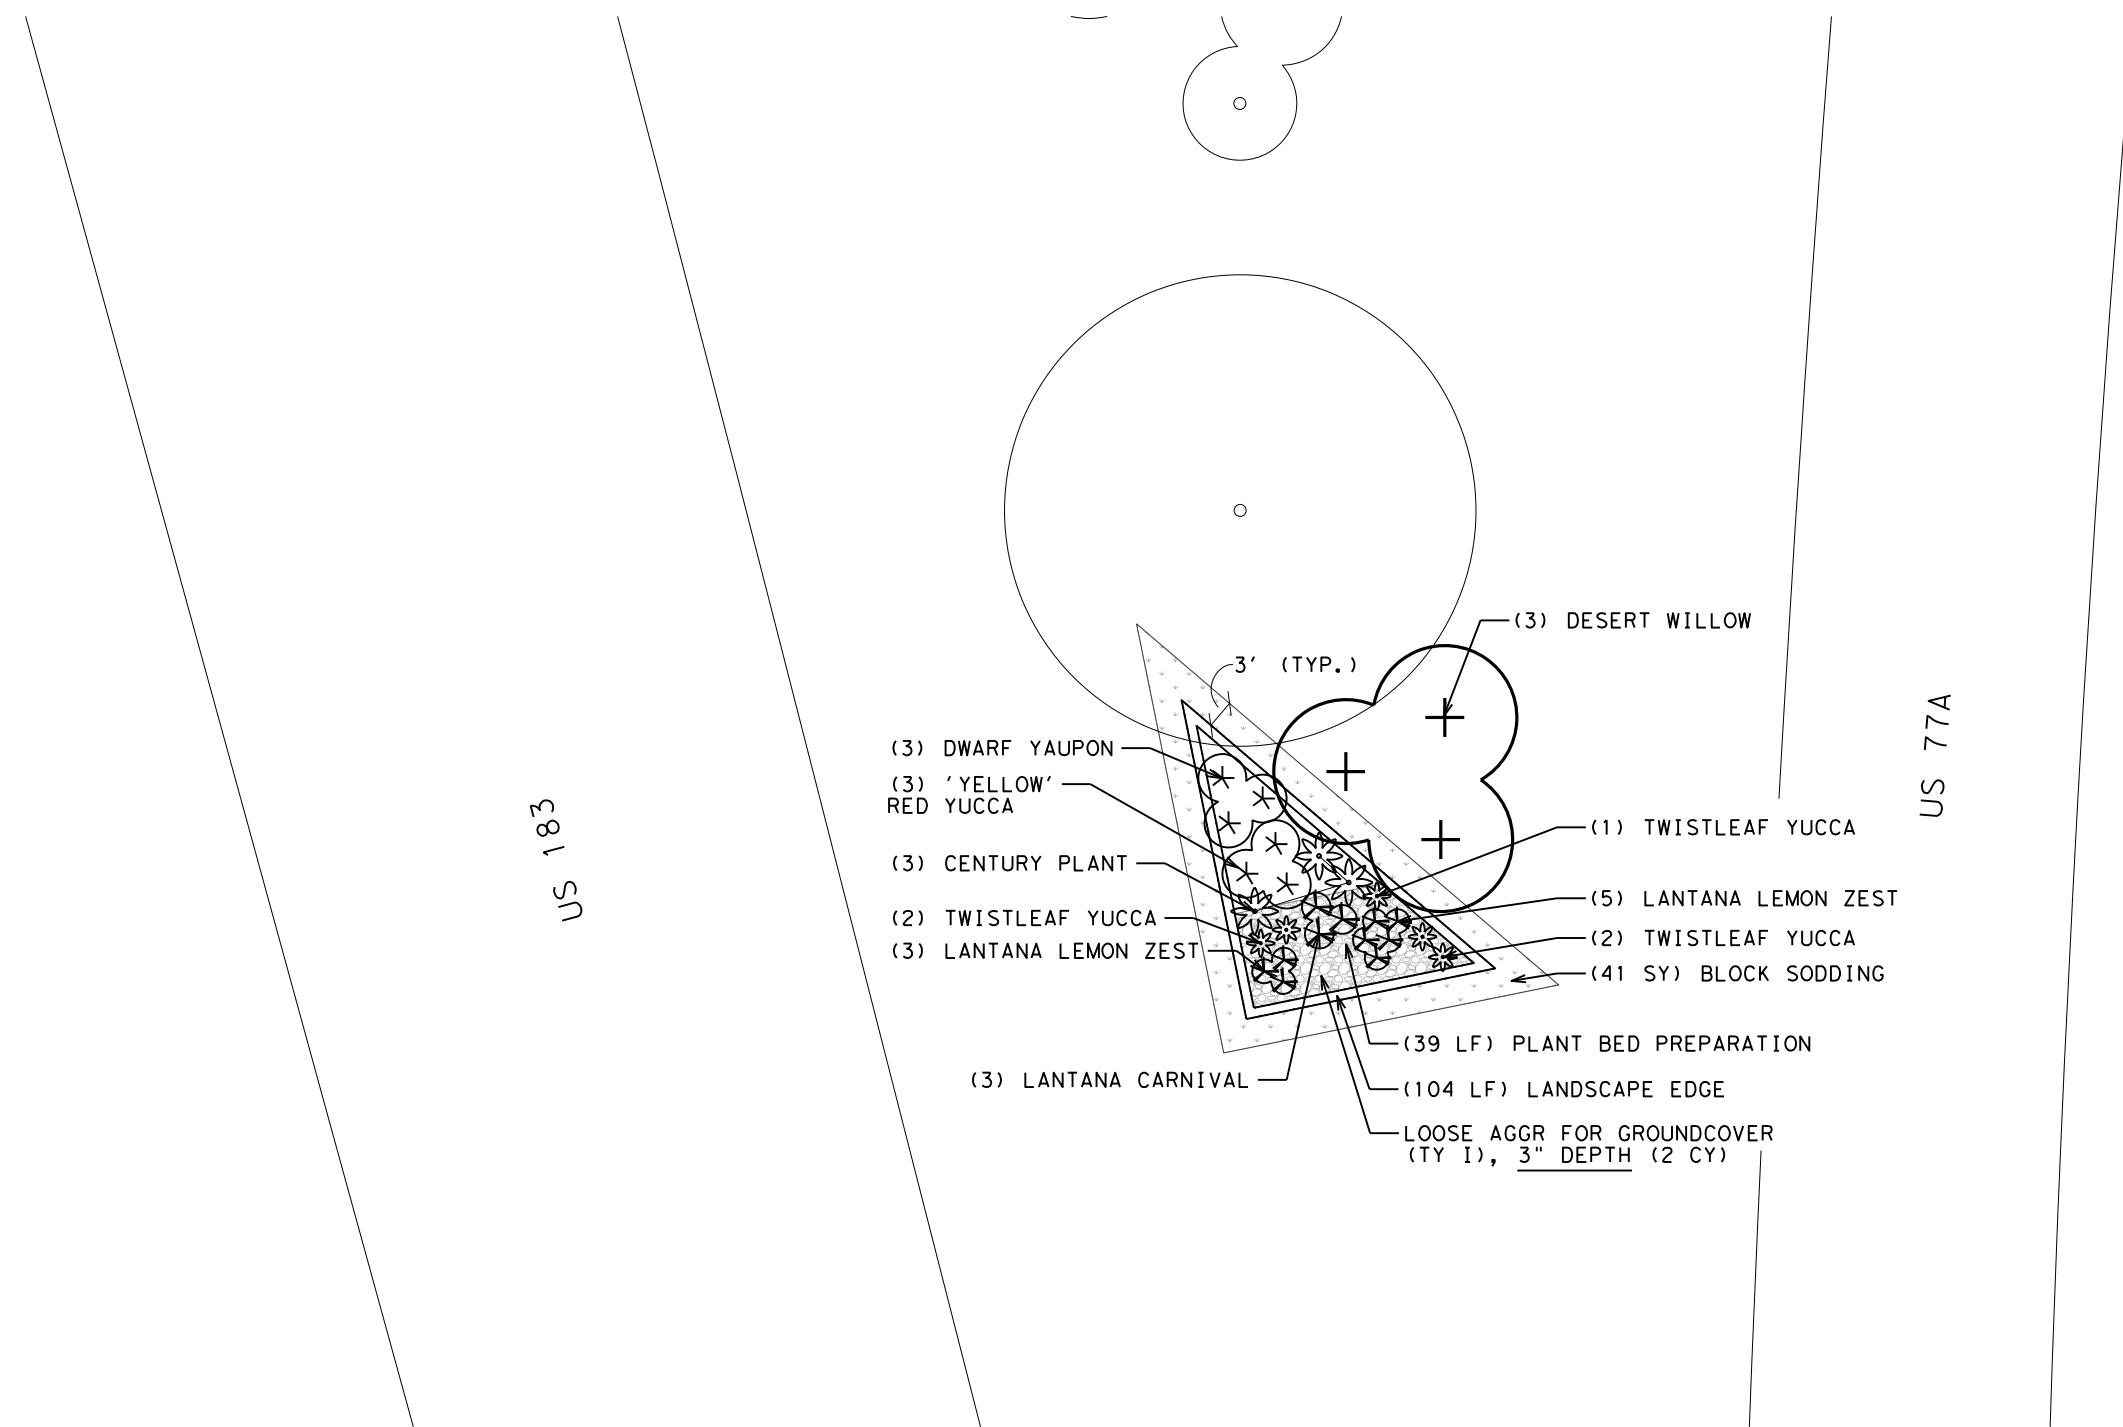 (3) DESERT WILLOW
3' (TYP.)
(3) DWARF YAUPON
(3) 'YELLOW'
RED YUCCA
(3) CENTURY PLANT
(2) TWISTLEAF YUCCA
(3) LANTANA LEMON ZEST
(1) TWISTLEAF YUCCA
(5) LANTANA LEMON ZEST
(2) TWISTLEAF YUCCA
(41 SY) BLOCK SODDING
(39 LF) PLANT BED PREPARATION
(3) LANTANA CARNIVAL
(104 LF) LANDSCAPE EDGE
LOOSE AGGR FOR GROUNDCOVER
(TY I), 3" DEPTH (2 CY)
US 183
US 77A